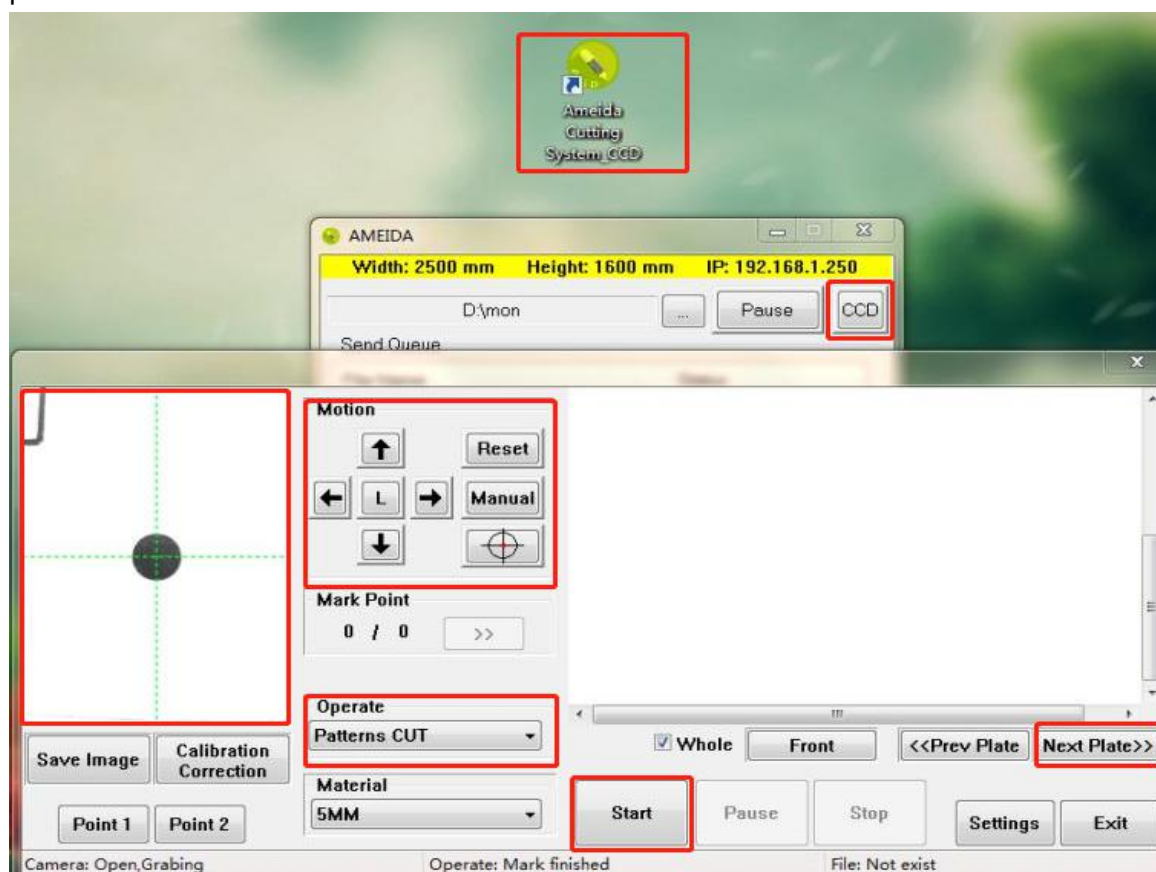 Ameida
Cutting
System_CCD
AMEIDA
Width: 2500 mm Height: 1600 mm IP: 192.168.1.250
D:\mon ... Pause CCD
Send Queue
Motion
Reset
L Manual
Mark Point
0 / 0 >>
Operate
Patterns CUT
Whole Front <<Prev Plate Next Plate>>
Save Image Calibration
Correction
Material
5MM
Start Pause Stop
Point 1 Point 2 Settings Exit
Camera: Open,Grabing Operate: Mark finished File: Not exist